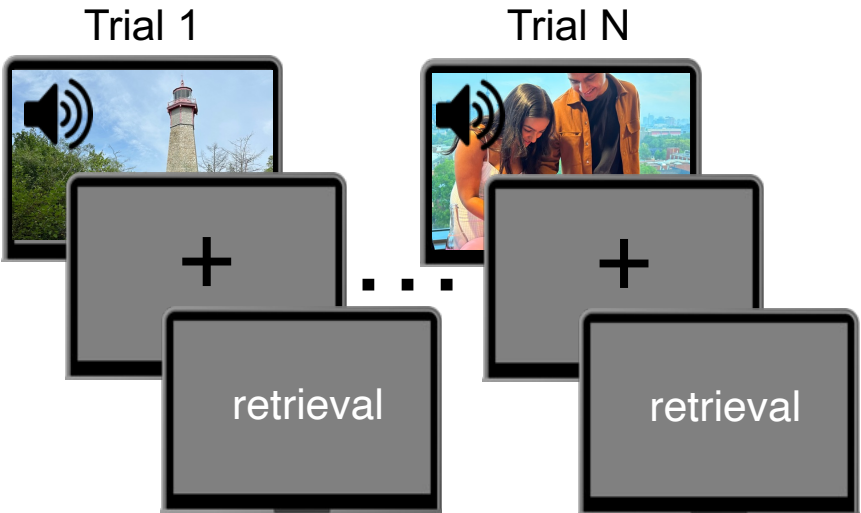 Trial 1
Trial N
+
+
. . .
retrieval
retrieval